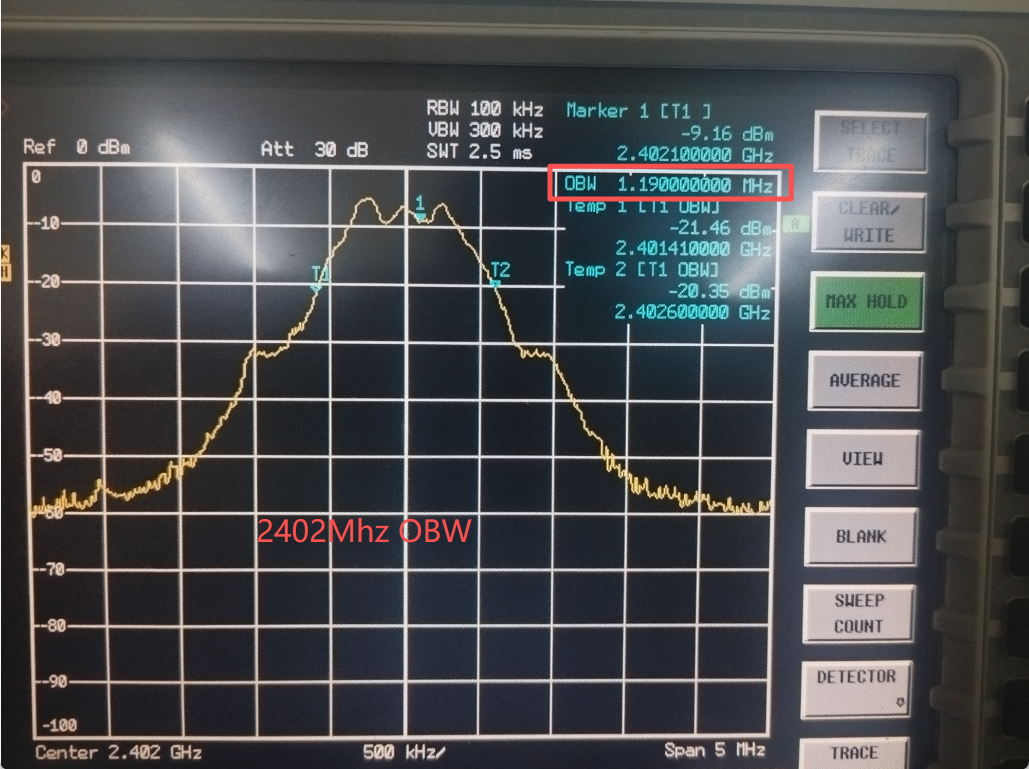 RBW 100 kHz
VBW 300 kHz
SWT 2.5 ms
Ref 0 dBm
Att 30 dB
Marker 1 [T1 ]
-9.16 dBm
2.402100000 GHz
OBW 1.190000000 MHz
Temp 1 [T1 OBW]
-21.46 dBm
2.401410000 GHz
Temp 2 [T1 OBW]
-20.35 dBm
2.402600000 GHz
0
-10
-20
-30
-40
-50
-60
-70
-80
-90
-100
1
T1
T2
A
2402Mhz OBW
Center 2.402 GHz
500 kHz/
Span 5 MHz
SELECT
TRACE
CLEAR/
WRITE
MAX HOLD
AVERAGE
VIEW
BLANK
SWEEP
COUNT
DETECTOR
TRACE